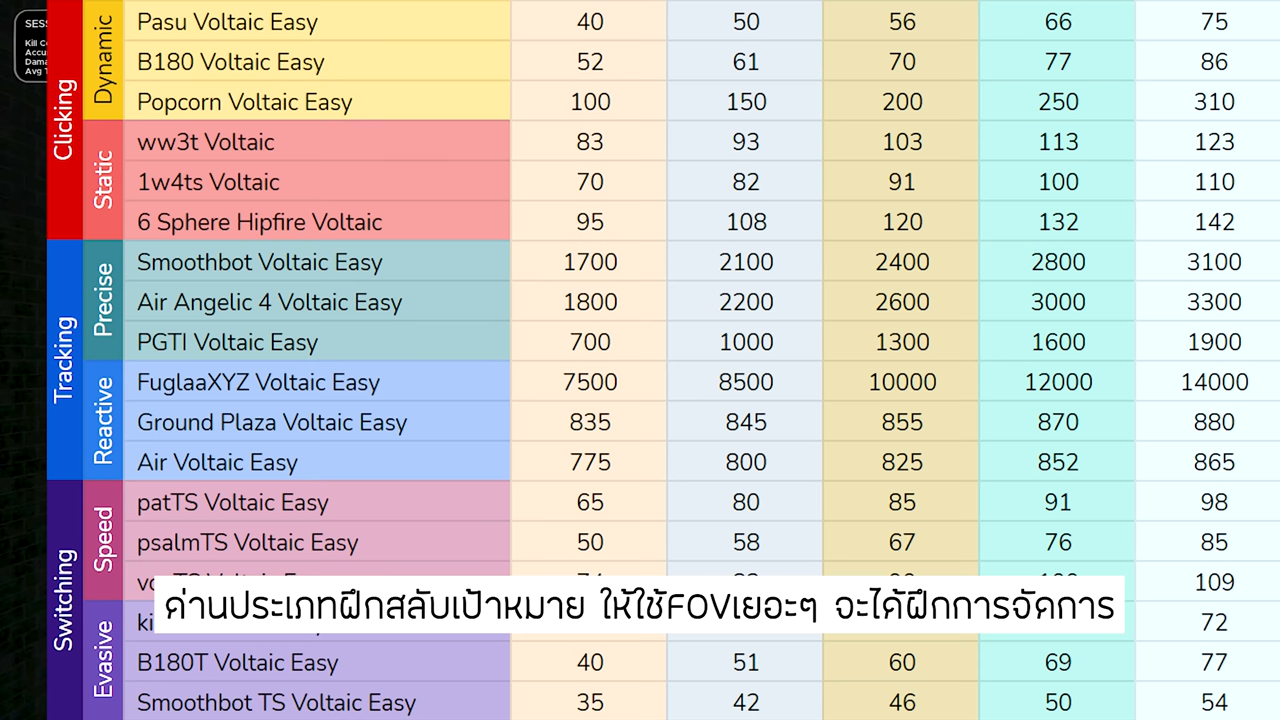 SESS
Kill Co
Accu
Dama
Avg T
Clicking
Dynamic
Pasu Voltaic Easy 40 50 56 66 75
B180 Voltaic Easy 52 61 70 77 86
Popcorn Voltaic Easy 100 150 200 250 310
Static
ww3t Voltaic 83 93 103 113 123
1w4ts Voltaic 70 82 91 100 110
6 Sphere Hipfire Voltaic 95 108 120 132 142
Tracking
Precise
Smoothbot Voltaic Easy 1700 2100 2400 2800 3100
Air Angelic 4 Voltaic Easy 1800 2200 2600 3000 3300
PGTI Voltaic Easy 700 1000 1300 1600 1900
Reactive
FuglaaXYZ Voltaic Easy 7500 8500 10000 12000 14000
Ground Plaza Voltaic Easy 835 845 855 870 880
Air Voltaic Easy 775 800 825 852 865
Switching
Speed
patTS Voltaic Easy 65 80 85 91 98
psalmTS Voltaic Easy 50 58 67 76 85
109
Evasive
ki 72
B180T Voltaic Easy 40 51 60 69 77
Smoothbot TS Voltaic Easy 35 42 46 50 54
ค่านประเภทฝึกสลับเป้าหมาย ให้ใช้FOVเยอะๆ จะได้ฝึกการจัดการ